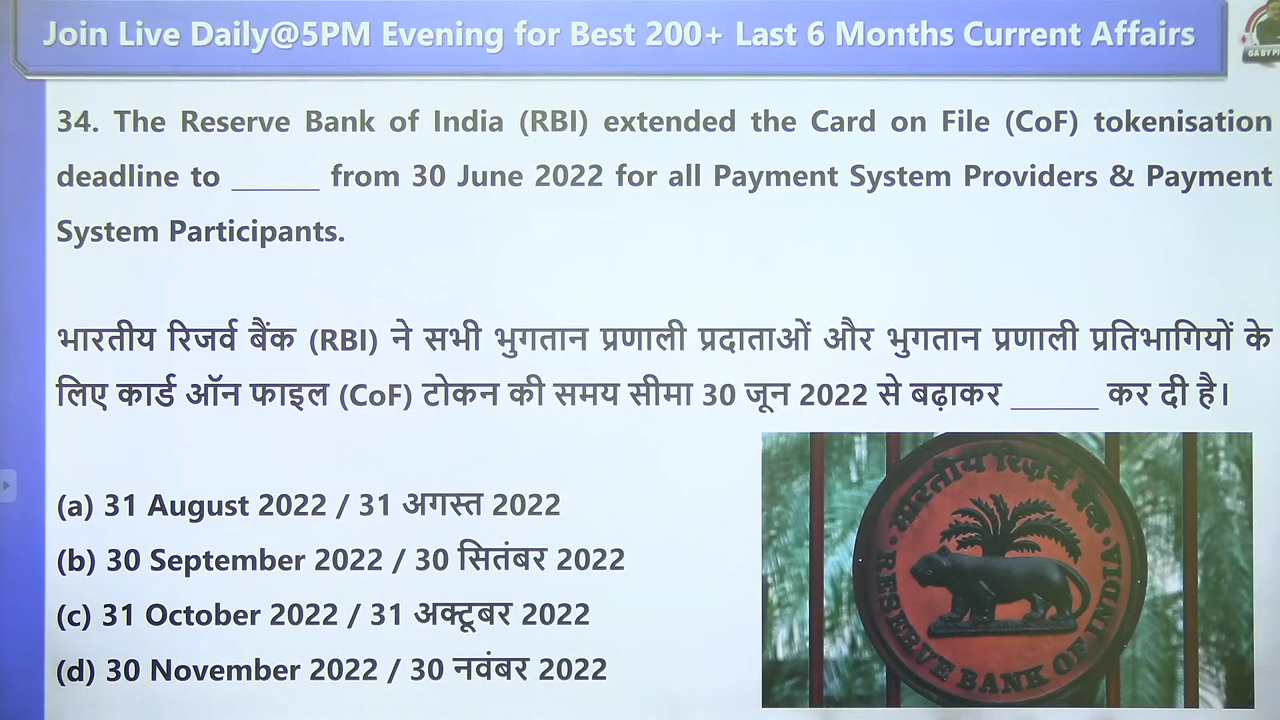 Join Live Daily@5PM Evening for Best 200+ Last 6 Months Current Affairs
34. The Reserve Bank of India (RBI) extended the Card on File (CoF) tokenisation
deadline to ______ from 30 June 2022 for all Payment System Providers & Payment
System Participants.
भारतीय रिजर्व बैंक (RBI) ने सभी भुगतान प्रणाली प्रदाताओं और भुगतान प्रणाली प्रतिभागियों के
लिए कार्ड ऑन फाइल (CoF) टोकन की समय सीमा 30 जून 2022 से बढ़ाकर ______ कर दी है।
(a) 31 August 2022 / 31 अगस्त 2022
(b) 30 September 2022 / 30 सितंबर 2022
(c) 31 October 2022 / 31 अक्टूबर 2022
(d) 30 November 2022 / 30 नवंबर 2022
भारतीय रिज़र्व बैंक
RESERVE BANK OF INDIA